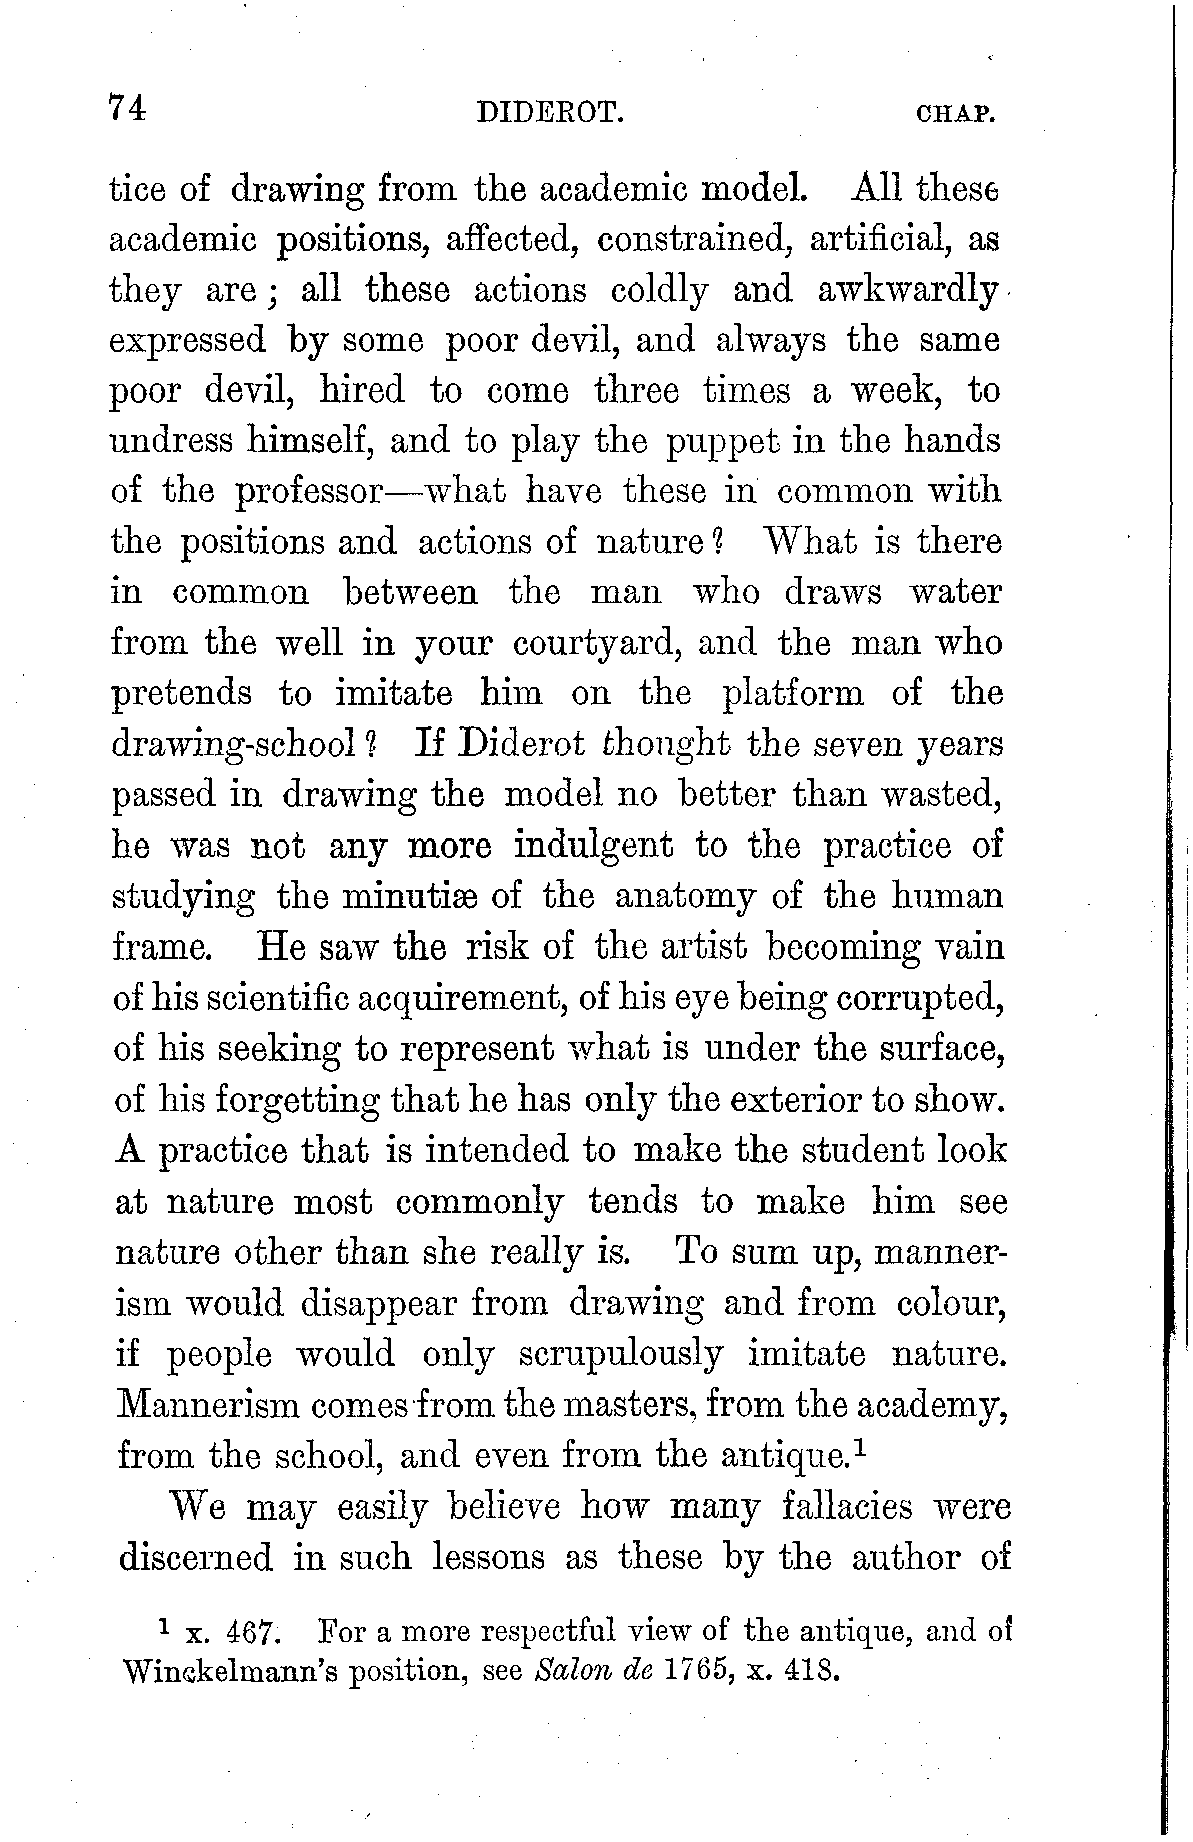 74 DIDEROT. CHAP.
tice of drawing from the academic model. All these
academic positions, affected, constrained, artificial, as
they are ; all these actions coldly and awkwardly
expressed by some poor devil, and always the same
poor devil, hired to come three times a week, to
undress himself, and to play the puppet in the hands
of the professor—what have these in common with
the positions and actions of nature ? What is there
in common between the man who draws water
from the well in your courtyard, and the man who
pretends to imitate him on the platform of the
drawing-school ? If Diderot thought the seven years
passed in drawing the model no better than wasted,
he was not any more indulgent to the practice of
studying the minutiæ of the anatomy of the human
frame. He saw the risk of the artist becoming vain
of his scientific acquirement, of his eye being corrupted,
of his seeking to represent what is under the surface,
of his forgetting that he has only the exterior to show.
A practice that is intended to make the student look
at nature most commonly tends to make him see
nature other than she really is. To sum up, manner-
ism would disappear from drawing and from colour,
if people would only scrupulously imitate nature.
Mannerism comes from the masters, from the academy,
from the school, and even from the antique.¹
We may easily believe how many fallacies were
discerned in such lessons as these by the author of
¹ x. 467. For a more respectful view of the antique, and of
Winckelmann's position, see Salon de 1765, x. 418.